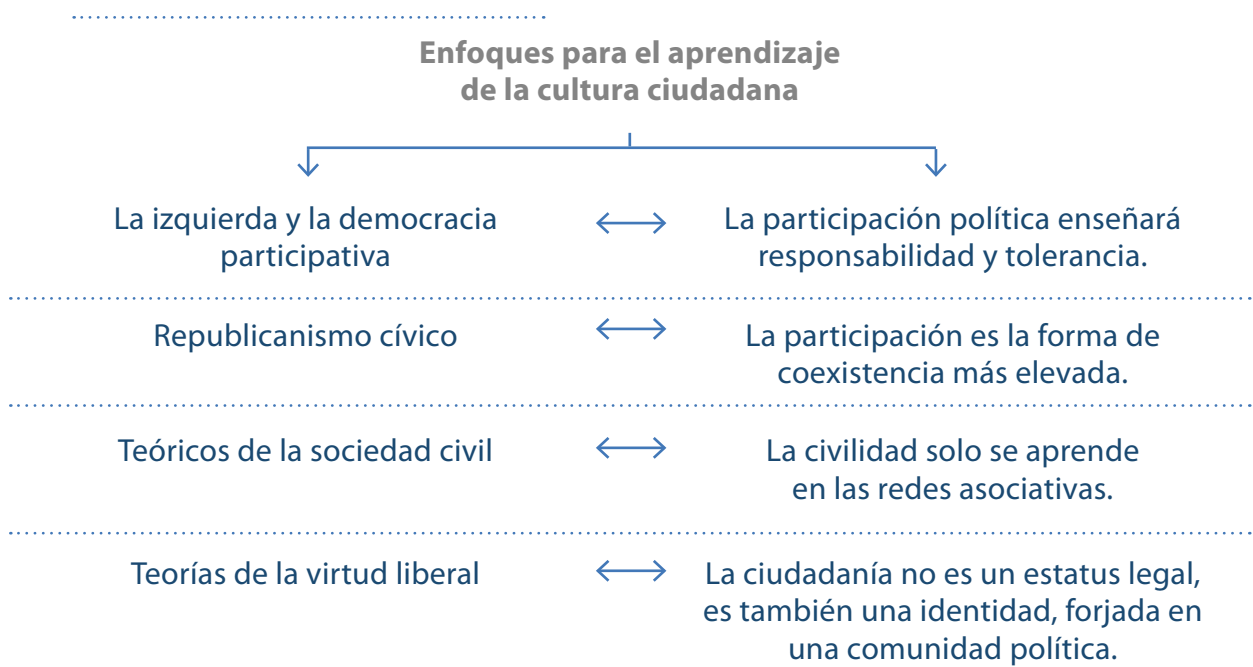 Enfoques para el aprendizaje
de la cultura ciudadana
La izquierda y la democracia
participativa
La participación política enseñará
responsabilidad y tolerancia.
Republicanismo cívico
La participación es la forma de
coexistencia más elevada.
Teóricos de la sociedad civil
La civilidad solo se aprende
en las redes asociativas.
Teorías de la virtud liberal
La ciudadanía no es un estatus legal,
es también una identidad, forjada en
una comunidad política.